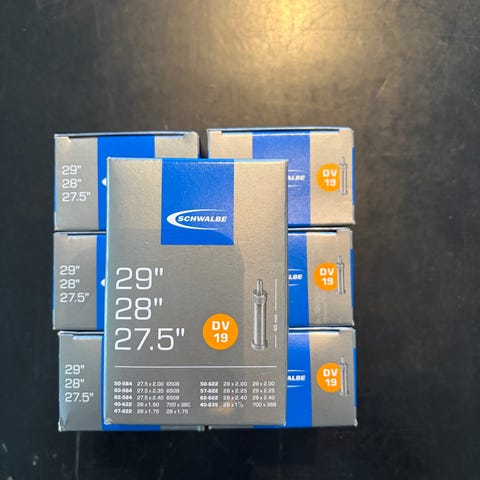 29"
28"
27.5"
LBE
DV
19
SCHWALBE
29"
28"
27.5"
DV
19
40 mm
50-584 27.5 x 2.00 650B 50-622 28 x 2.00 29 x 2.00
60-584 27.5 x 2.35 650B 57-622 28 x 2.25 29 x 2.25
62-584 27.5 x 2.40 650B 62-622 28 x 2.40 29 x 2.40
40-622 28 x 1.50 700 x 38C 40-635 28 x 1½ 700 x 38B
47-622 28 x 1.75 29 x 1.75
29"
28"
27.5"
LBE
DV
19
29"
28"
27.5"
ALBE
DV
19